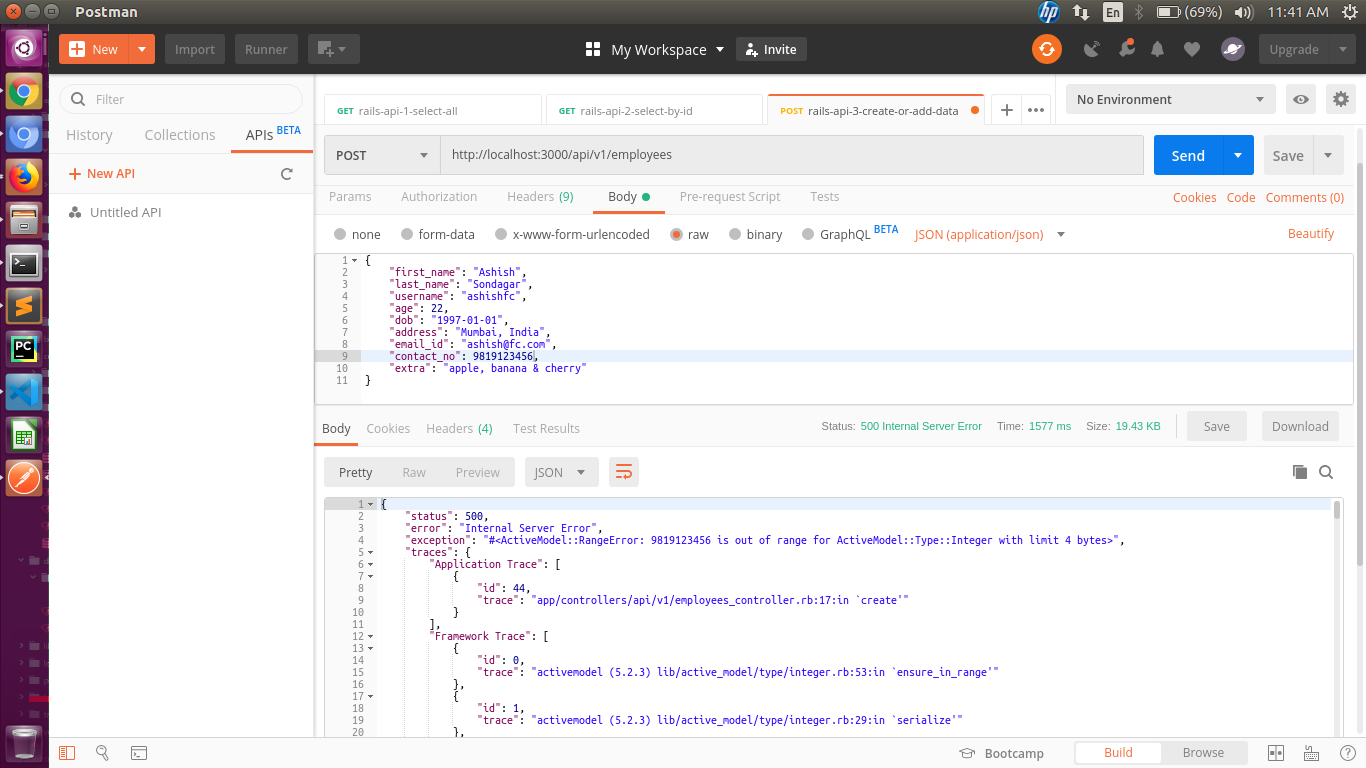 Postman
hp
En
(69%)
11:41 AM
New
Import
Runner
My Workspace
Invite
Upgrade
Filter
History
Collections
APIs BETA
New API
Untitled API
GET rails-api-1-select-all
GET rails-api-2-select-by-id
POST rails-api-3-create-or-add-data
No Environment
POST
http://localhost:3000/api/v1/employees
Send
Save
Params
Authorization
Headers (9)
Body
Pre-request Script
Tests
Cookies
Code
Comments (0)
none
form-data
x-www-form-urlencoded
raw
binary
GraphQL BETA
JSON (application/json)
Beautify
1 {
2 "first_name": "Ashish",
3 "last_name": "Sondagar",
4 "username": "ashishfc",
5 "age": 22,
6 "dob": "1997-01-01",
7 "address": "Mumbai, India",
8 "email_id": "ashish@fc.com",
9 "contact_no": 9819123456,
10 "extra": "apple, banana & cherry"
11 }
Body
Cookies
Headers (4)
Test Results
Status: 500 Internal Server Error
Time: 1577 ms
Size: 19.43 KB
Save
Download
Pretty
Raw
Preview
JSON
1 {
2 "status": 500,
3 "error": "Internal Server Error",
4 "exception": "#<ActiveModel::RangeError: 9819123456 is out of range for ActiveModel::Type::Integer with limit 4 bytes>",
5 "traces": {
6 "Application Trace": [
7 {
8 "id": 44,
9 "trace": "app/controllers/api/v1/employees_controller.rb:17:in `create'"
10 }
11 ],
12 "Framework Trace": [
13 {
14 "id": 0,
15 "trace": "activemodel (5.2.3) lib/active_model/type/integer.rb:53:in `ensure_in_range'"
16 },
17 {
18 "id": 1,
19 "trace": "activemodel (5.2.3) lib/active_model/type/integer.rb:29:in `serialize'"
20 },
PC
Bootcamp
Build
Browse